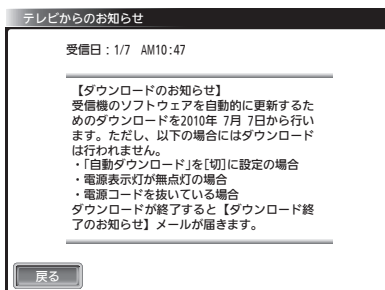 テレビからのお知らせ
受信日：1/7 AM10:47
【ダウンロードのお知らせ】
受信機のソフトウェアを自動的に更新するた
めのダウンロードを2010年 7月 7日から行い
ます。ただし、以下の場合にはダウンロード
は行われません。
・「自動ダウンロード」を[切]に設定の場合
・電源表示灯が無点灯の場合
・電源コードを抜いている場合
ダウンロードが終了すると【ダウンロード終
了のお知らせ】メールが届きます。
戻る